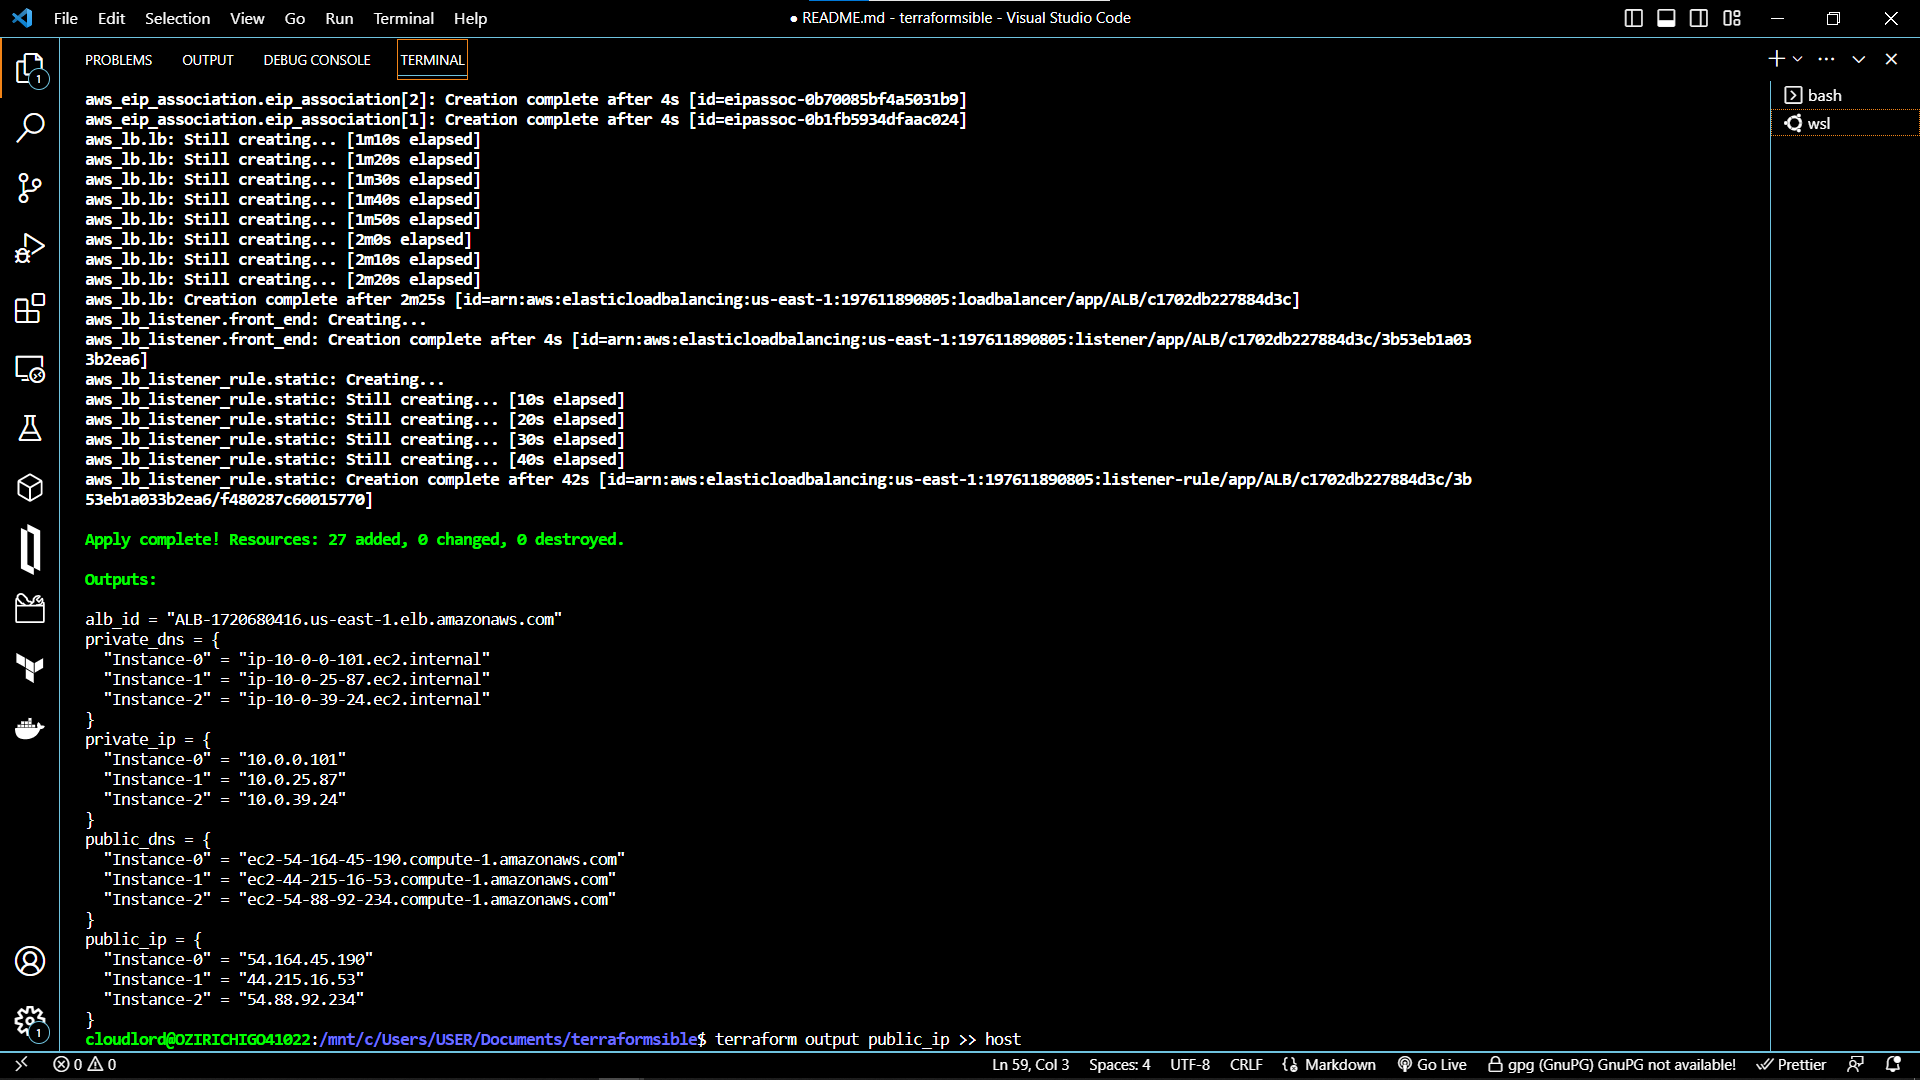 File Edit Selection View Go Run Terminal Help
● README.md - terraformsible - Visual Studio Code
PROBLEMS OUTPUT DEBUG CONSOLE TERMINAL
bash
wsl
aws_eip_association.eip_association[2]: Creation complete after 4s [id=eipassoc-0b70085bf4a5031b9]
aws_eip_association.eip_association[1]: Creation complete after 4s [id=eipassoc-0b1fb5934dfaac024]
aws_lb.lb: Still creating... [1m10s elapsed]
aws_lb.lb: Still creating... [1m20s elapsed]
aws_lb.lb: Still creating... [1m30s elapsed]
aws_lb.lb: Still creating... [1m40s elapsed]
aws_lb.lb: Still creating... [1m50s elapsed]
aws_lb.lb: Still creating... [2m0s elapsed]
aws_lb.lb: Still creating... [2m10s elapsed]
aws_lb.lb: Still creating... [2m20s elapsed]
aws_lb.lb: Creation complete after 2m25s [id=arn:aws:elasticloadbalancing:us-east-1:197611890805:loadbalancer/app/ALB/c1702db227884d3c]
aws_lb_listener.front_end: Creating...
aws_lb_listener.front_end: Creation complete after 4s [id=arn:aws:elasticloadbalancing:us-east-1:197611890805:listener/app/ALB/c1702db227884d3c/3b53eb1a03
3b2ea6]
aws_lb_listener_rule.static: Creating...
aws_lb_listener_rule.static: Still creating... [10s elapsed]
aws_lb_listener_rule.static: Still creating... [20s elapsed]
aws_lb_listener_rule.static: Still creating... [30s elapsed]
aws_lb_listener_rule.static: Still creating... [40s elapsed]
aws_lb_listener_rule.static: Creation complete after 42s [id=arn:aws:elasticloadbalancing:us-east-1:197611890805:listener-rule/app/ALB/c1702db227884d3c/3b
53eb1a033b2ea6/f480287c60015770]
Apply complete! Resources: 27 added, 0 changed, 0 destroyed.
Outputs:
alb_id = "ALB-1720680416.us-east-1.elb.amazonaws.com"
private_dns = {
"Instance-0" = "ip-10-0-0-101.ec2.internal"
"Instance-1" = "ip-10-0-25-87.ec2.internal"
"Instance-2" = "ip-10-0-39-24.ec2.internal"
}
private_ip = {
"Instance-0" = "10.0.0.101"
"Instance-1" = "10.0.25.87"
"Instance-2" = "10.0.39.24"
}
public_dns = {
"Instance-0" = "ec2-54-164-45-190.compute-1.amazonaws.com"
"Instance-1" = "ec2-44-215-16-53.compute-1.amazonaws.com"
"Instance-2" = "ec2-54-88-92-234.compute-1.amazonaws.com"
}
public_ip = {
"Instance-0" = "54.164.45.190"
"Instance-1" = "44.215.16.53"
"Instance-2" = "54.88.92.234"
}
cloudlord@OZIRICHIGO41022:/mnt/c/Users/USER/Documents/terraformsible$ terraform output public_ip >> host
1
1
0 0 Ln 59, Col 3 Spaces: 4 UTF-8 CRLF Markdown Go Live gpg (GnuPG) GnuPG not available! Prettier